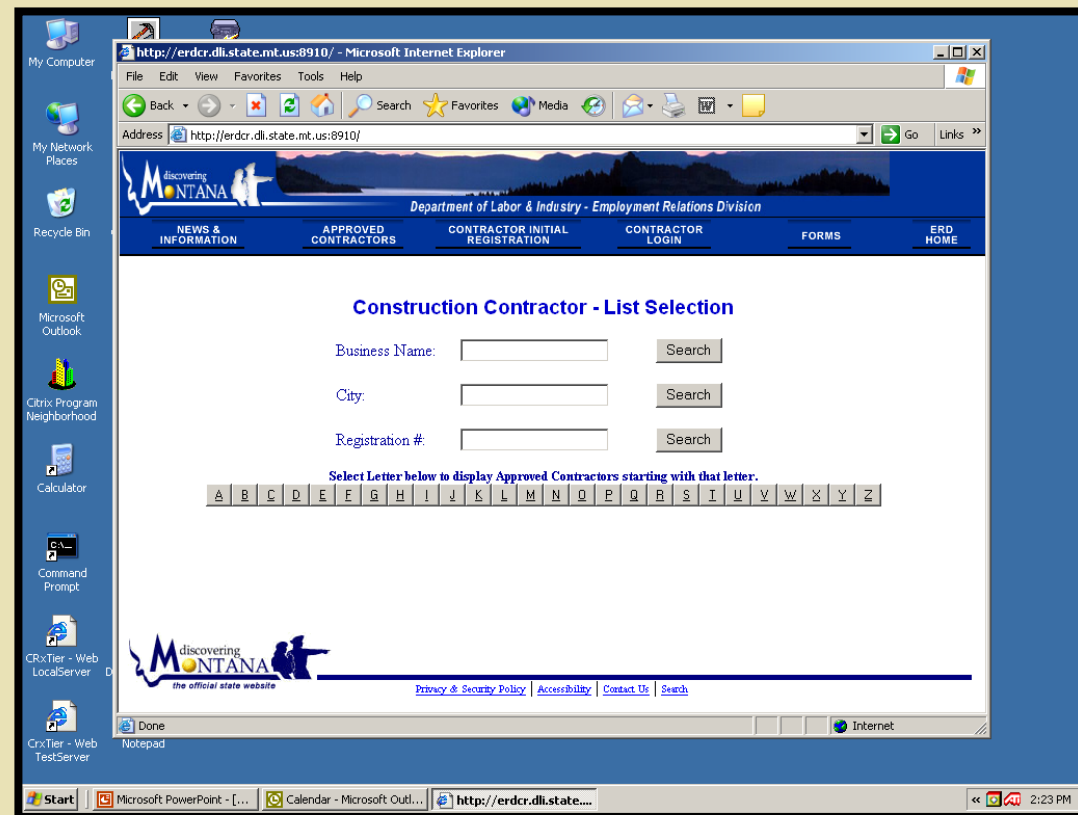 My Computer
http://erdcr.dli.state.mt.us:8910/ - Microsoft Internet Explorer
File Edit View Favorites Tools Help
Back Search Favorites Media
Address http://erdcr.dli.state.mt.us:8910/ Go Links »
My Network
Places
discovering
MONTANA
Department of Labor & Industry - Employment Relations Division
NEWS &
INFORMATION
APPROVED
CONTRACTORS
CONTRACTOR INITIAL
REGISTRATION
CONTRACTOR
LOGIN
FORMS
ERD
HOME
Recycle Bin
Construction Contractor - List Selection
Microsoft
Outlook
Business Name: Search
City: Search
Citrix Program
Neighborhood
Registration #: Search
Select Letter below to display Approved Contractors starting with that letter.
A B C D E F G H I J K L M N O P Q R S T U V W X Y Z
Calculator
C:\_
Command
Prompt
CRxTier - Web
LocalServer D
discovering
MONTANA
the official state website
Privacy & Security Policy | Accessibility | Contact Us | Search
Done Internet
CrxTier - Web
TestServer
Notepad
Start Microsoft PowerPoint - [... Calendar - Microsoft Outl... http://erdcr.dli.state.... « 2:23 PM